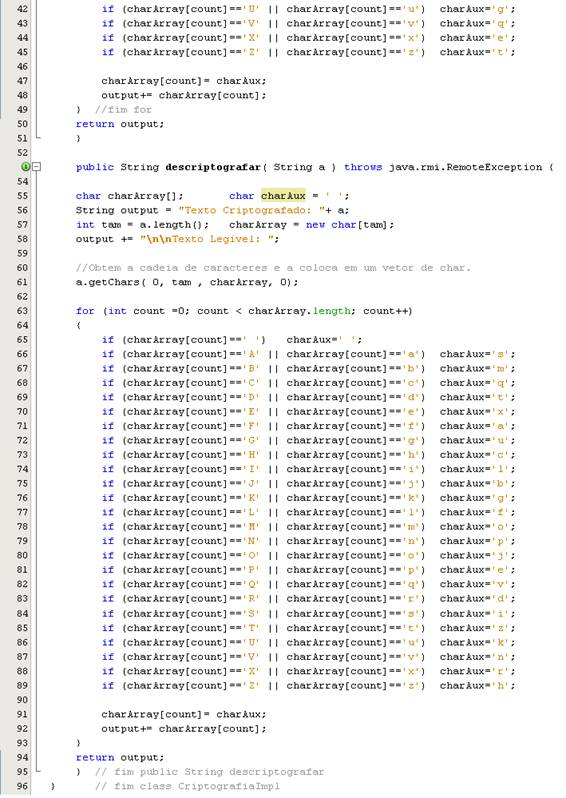 42 if (charArray[count]=='U' || charArray[count]=='u') charAux='g';
43 if (charArray[count]=='V' || charArray[count]=='v') charAux='q';
44 if (charArray[count]=='X' || charArray[count]=='x') charAux='e';
45 if (charArray[count]=='Z' || charArray[count]=='z') charAux='t';
46
47 charArray[count]= charAux;
48 output+= charArray[count];
49 } //fim for
50 return output;
51 }
52
public String descriptografar( String a ) throws java.rmi.RemoteException {
54
55 char charArray[]; char charAux = ' ';
56 String output = "Texto Criptografado: "+ a;
57 int tam = a.length(); charArray = new char[tam];
58 output += "\n\nTexto Legivel: ";
59
60 //Obtem a cadeia de caracteres e a coloca em um vetor de char.
61 a.getChars( 0, tam , charArray, 0);
62
63 for (int count =0; count < charArray.length; count++)
64 {
65 if (charArray[count]==' ') charAux=' ';
66 if (charArray[count]=='A' || charArray[count]=='a') charAux='s';
67 if (charArray[count]=='B' || charArray[count]=='b') charAux='m';
68 if (charArray[count]=='C' || charArray[count]=='c') charAux='q';
69 if (charArray[count]=='D' || charArray[count]=='d') charAux='t';
70 if (charArray[count]=='E' || charArray[count]=='e') charAux='x';
71 if (charArray[count]=='F' || charArray[count]=='f') charAux='a';
72 if (charArray[count]=='G' || charArray[count]=='g') charAux='u';
73 if (charArray[count]=='H' || charArray[count]=='h') charAux='c';
74 if (charArray[count]=='I' || charArray[count]=='i') charAux='l';
75 if (charArray[count]=='J' || charArray[count]=='j') charAux='b';
76 if (charArray[count]=='K' || charArray[count]=='k') charAux='g';
77 if (charArray[count]=='L' || charArray[count]=='l') charAux='f';
78 if (charArray[count]=='M' || charArray[count]=='m') charAux='o';
79 if (charArray[count]=='N' || charArray[count]=='n') charAux='p';
80 if (charArray[count]=='O' || charArray[count]=='o') charAux='j';
81 if (charArray[count]=='P' || charArray[count]=='p') charAux='e';
82 if (charArray[count]=='Q' || charArray[count]=='q') charAux='v';
83 if (charArray[count]=='R' || charArray[count]=='r') charAux='d';
84 if (charArray[count]=='S' || charArray[count]=='s') charAux='i';
85 if (charArray[count]=='T' || charArray[count]=='t') charAux='z';
86 if (charArray[count]=='U' || charArray[count]=='u') charAux='k';
87 if (charArray[count]=='V' || charArray[count]=='v') charAux='n';
88 if (charArray[count]=='X' || charArray[count]=='x') charAux='r';
89 if (charArray[count]=='Z' || charArray[count]=='z') charAux='h';
90
91 charArray[count]= charAux;
92 output+= charArray[count];
93 }
94 return output;
95 } // fim public String descriptografar
96 } // fim class CriptografiaImpl